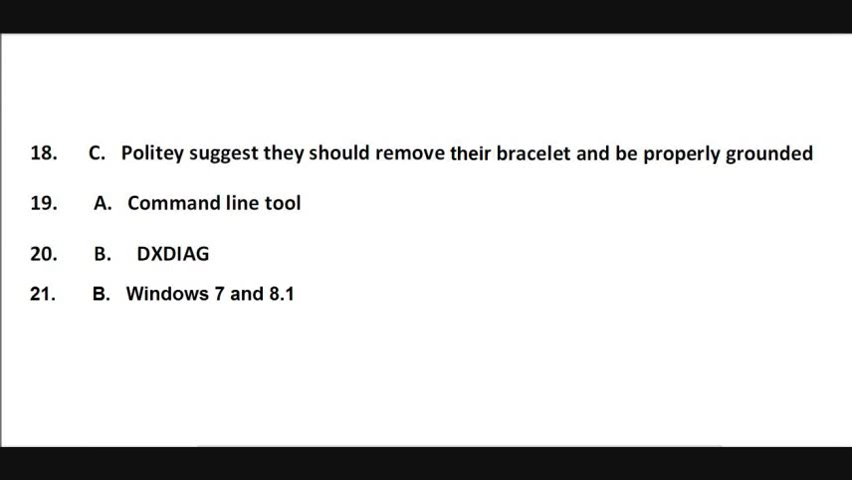 18. C. Politey suggest they should remove their bracelet and be properly grounded
19. A. Command line tool
20. B. DXDIAG
21. B. Windows 7 and 8.1